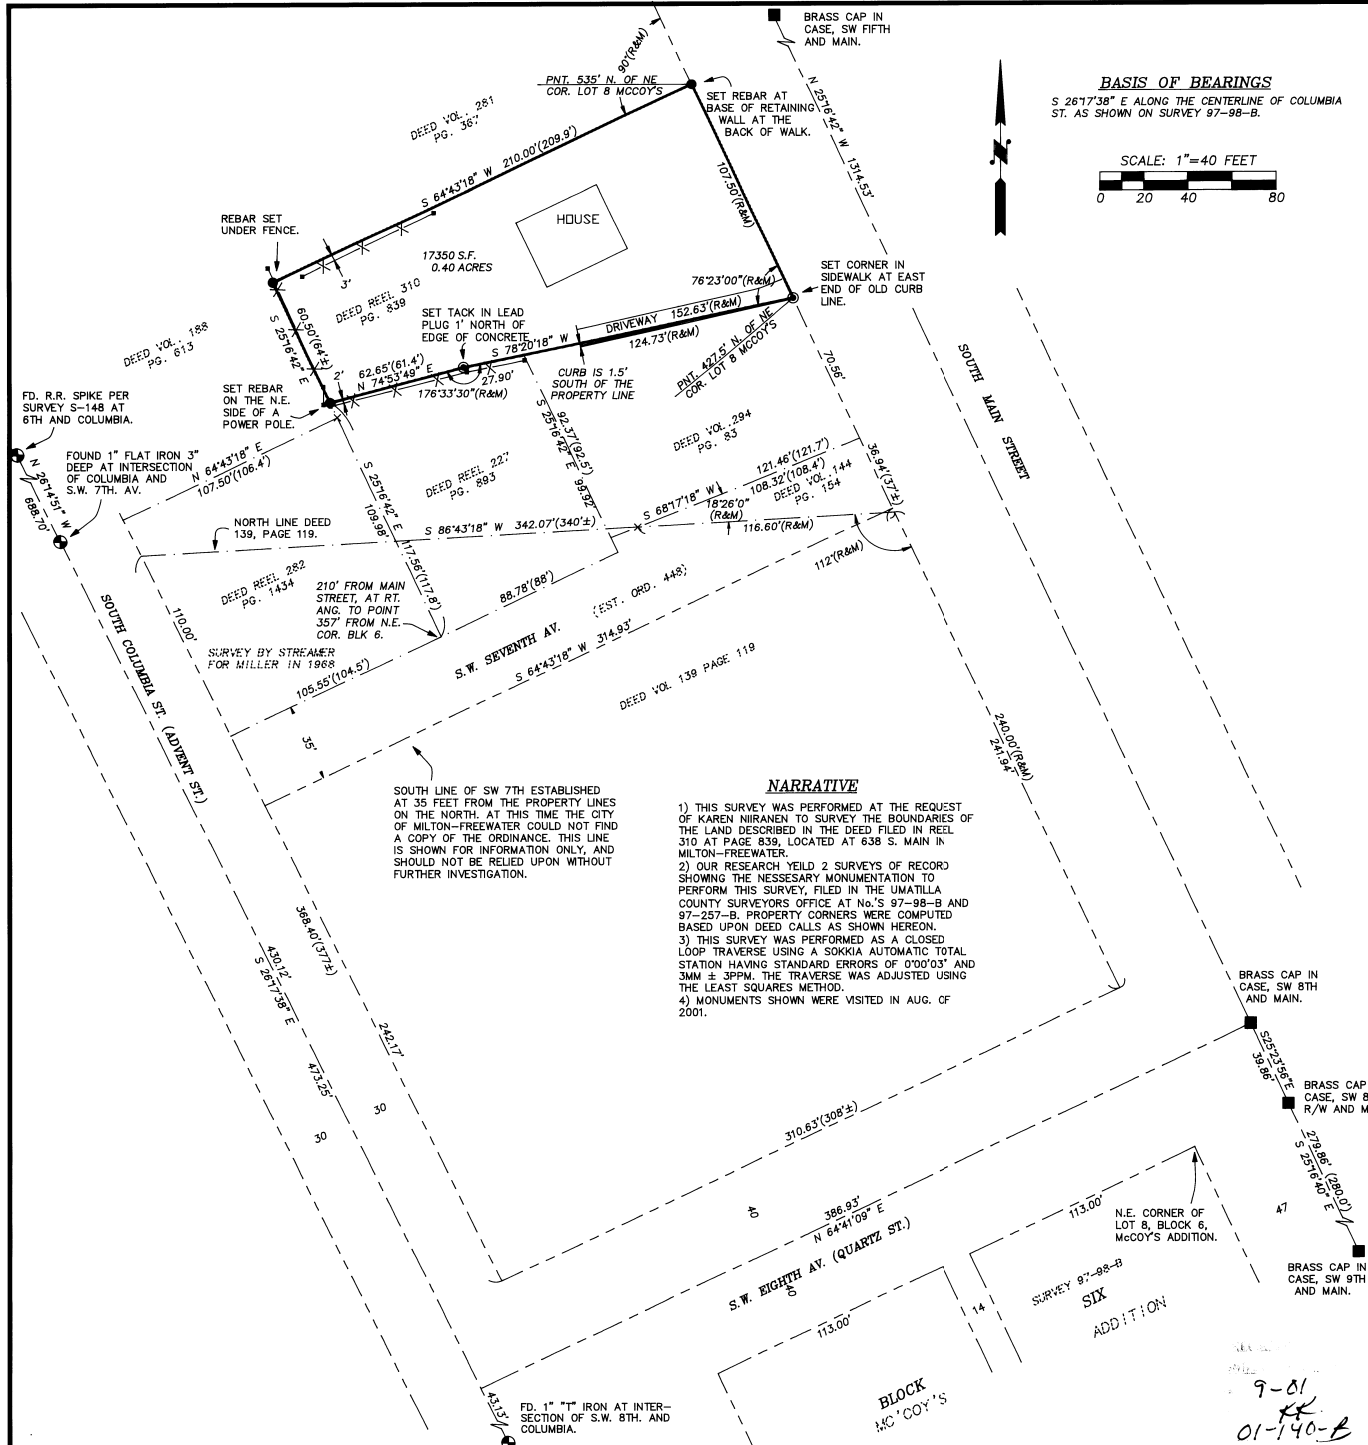 BRASS CAP IN
CASE, SW FIFTH
AND MAIN.
90°(R&M)
PNT. 535' N. OF NE
COR. LOT 8 MCCOY'S
SET REBAR AT
BASE OF RETAINING
WALL AT THE
BACK OF WALK.
BASIS OF BEARINGS
S 26°17'38" E ALONG THE CENTERLINE OF COLUMBIA
ST. AS SHOWN ON SURVEY 97-98-B.
SCALE: 1"=40 FEET
0 20 40 80
N
DEED VOL. 281
PG. 367
S 64°43'18" W 210.00'(209.9')
N 25°16'42" W 1314.53'
107.50'(R&M)
REBAR SET
UNDER FENCE.
HOUSE
17350 S.F.
0.40 ACRES
3'
DEED REEL 310
PG. 839
SET CORNER IN
SIDEWALK AT EAST
END OF OLD CURB
LINE.
76°23'00"(R&M)
SET TACK IN LEAD
PLUG 1' NORTH OF
EDGE OF CONCRETE
DRIVEWAY 152.63'(R&M)
S 78°20'18" W
124.73'(R&M)
60.50'(64'±)
S 25°16'42" E
DEED VOL. 188
PG. 613
PNT. 427.5' N. OF NE
COR. LOT 8 MCCOY'S
70.56'
62.65'(61.4')
N 74°53'49" E
2'
27.90'
176°33'30"(R&M)
CURB IS 1.5'
SOUTH OF THE
PROPERTY LINE
SET REBAR
ON THE N.E.
SIDE OF A
POWER POLE.
FD. R.R. SPIKE PER
SURVEY S-148 AT
6TH AND COLUMBIA.
FOUND 1" FLAT IRON 3"
DEEP AT INTERSECTION
OF COLUMBIA AND
S.W. 7TH. AV.
N 26°14'51" W
688.70'
N 64°43'18" E
107.50'(106.4')
92.37'(92.5')
S 25°16'42" E
99.92'
DEED VOL. 294
PG. 83
SOUTH MAIN STREET
DEED REEL 227
PG. 893
121.46'(121.7')
S 68°17'18" W
108.32'(108.4')
DEED VOL. 144
PG. 154
36.94'(37'±)
18°26'0"
(R&M)
116.60'(R&M)
S 25°16'42" E
109.98'
117.56'(117.8')
NORTH LINE DEED
139, PAGE 119.
S 86°43'18" W 342.07'(340'±)
112°(R&M)
DEED REEL 282
PG. 1434
210' FROM MAIN
STREET, AT RT.
ANG. TO POINT
357' FROM N.E.
COR. BLK 6.
88.78'(88')
(EST. ORD. 448)
110.00'
SURVEY BY STREAMER
FOR MILLER IN 1968
S.W. SEVENTH AV.
S 64°43'18" W 314.93'
105.55'(104.5')
35'
SOUTH COLUMBIA ST. (ADVENT ST.)
DEED VOL 139 PAGE 119
240.00'(R&M)
241.94'
SOUTH LINE OF SW 7TH ESTABLISHED
AT 35 FEET FROM THE PROPERTY LINES
ON THE NORTH. AT THIS TIME THE CITY
OF MILTON-FREEWATER COULD NOT FIND
A COPY OF THE ORDINANCE. THIS LINE
IS SHOWN FOR INFORMATION ONLY, AND
SHOULD NOT BE RELIED UPON WITHOUT
FURTHER INVESTIGATION.
NARRATIVE
1) THIS SURVEY WAS PERFORMED AT THE REQUEST
OF KAREN NIIRANEN TO SURVEY THE BOUNDARIES OF
THE LAND DESCRIBED IN THE DEED FILED IN REEL
310 AT PAGE 839, LOCATED AT 638 S. MAIN IN
MILTON-FREEWATER.
2) OUR RESEARCH YEILD 2 SURVEYS OF RECORD
SHOWING THE NESSESARY MONUMENTATION TO
PERFORM THIS SURVEY, FILED IN THE UMATILLA
COUNTY SURVEYORS OFFICE AT No.'S 97-98-B AND
97-257-B. PROPERTY CORNERS WERE COMPUTED
BASED UPON DEED CALLS AS SHOWN HEREON.
3) THIS SURVEY WAS PERFORMED AS A CLOSED
LOOP TRAVERSE USING A SOKKIA AUTOMATIC TOTAL
STATION HAVING STANDARD ERRORS OF 0°00'03" AND
3MM ± 3PPM. THE TRAVERSE WAS ADJUSTED USING
THE LEAST SQUARES METHOD.
4) MONUMENTS SHOWN WERE VISITED IN AUG. OF
2001.
368.40'(377±)
430.12'
S 26°17'38" E
473.25'
242.17'
30
30
BRASS CAP IN
CASE, SW 8TH
AND MAIN.
S25°23'56"E
39.86'
BRASS CAP
CASE, SW 8
R/W AND M
279.86' (280.0')
S 25°16'40" E
310.63'(308'±)
40
386.93'
N 64°41'09" E
S.W. EIGHTH AV. (QUARTZ ST.)
40
113.00'
N.E. CORNER OF
LOT 8, BLOCK 6,
McCOY'S ADDITION.
47
BRASS CAP IN
CASE, SW 9TH
AND MAIN.
SURVEY 97-98-B
SIX
ADDITION
14
113.00'
BLOCK
MC'COY'S
43.13'
FD. 1" "T" IRON AT INTER-
SECTION OF S.W. 8TH. AND
COLUMBIA.
9-01
KK
01-140-B